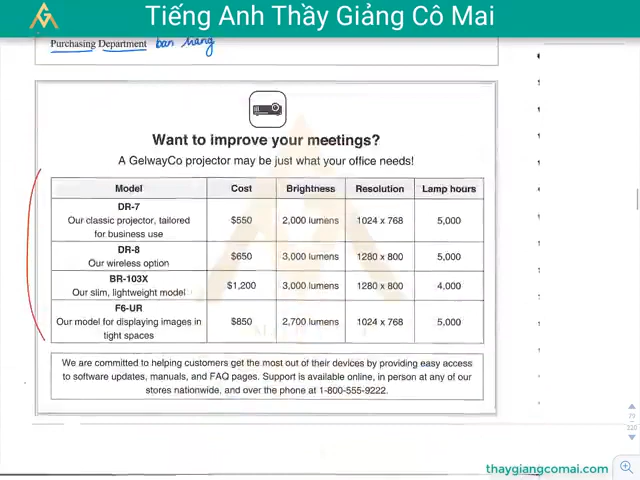 Tiếng Anh Thầy Giảng Cô Mai
Purchasing Department bán hàng
Want to improve your meetings?
A GelwayCo projector may be just what your office needs!
Model Cost Brightness Resolution Lamp hours
DR-7
Our classic projector, tailored
for business use
$550 2,000 lumens 1024 x 768 5,000
DR-8
Our wireless option
$650 3,000 lumens 1280 x 800 5,000
BR-103X
Our slim, lightweight model
$1,200 3,000 lumens 1280 x 800 4,000
F6-UR
Our model for displaying images in
tight spaces
$850 2,700 lumens 1024 x 768 5,000
We are committed to helping customers get the most out of their devices by providing easy access
to software updates, manuals, and FAQ pages. Support is available online, in person at any of our
stores nationwide, and over the phone at 1-800-555-9222.
73
220
thaygiangcomai.com